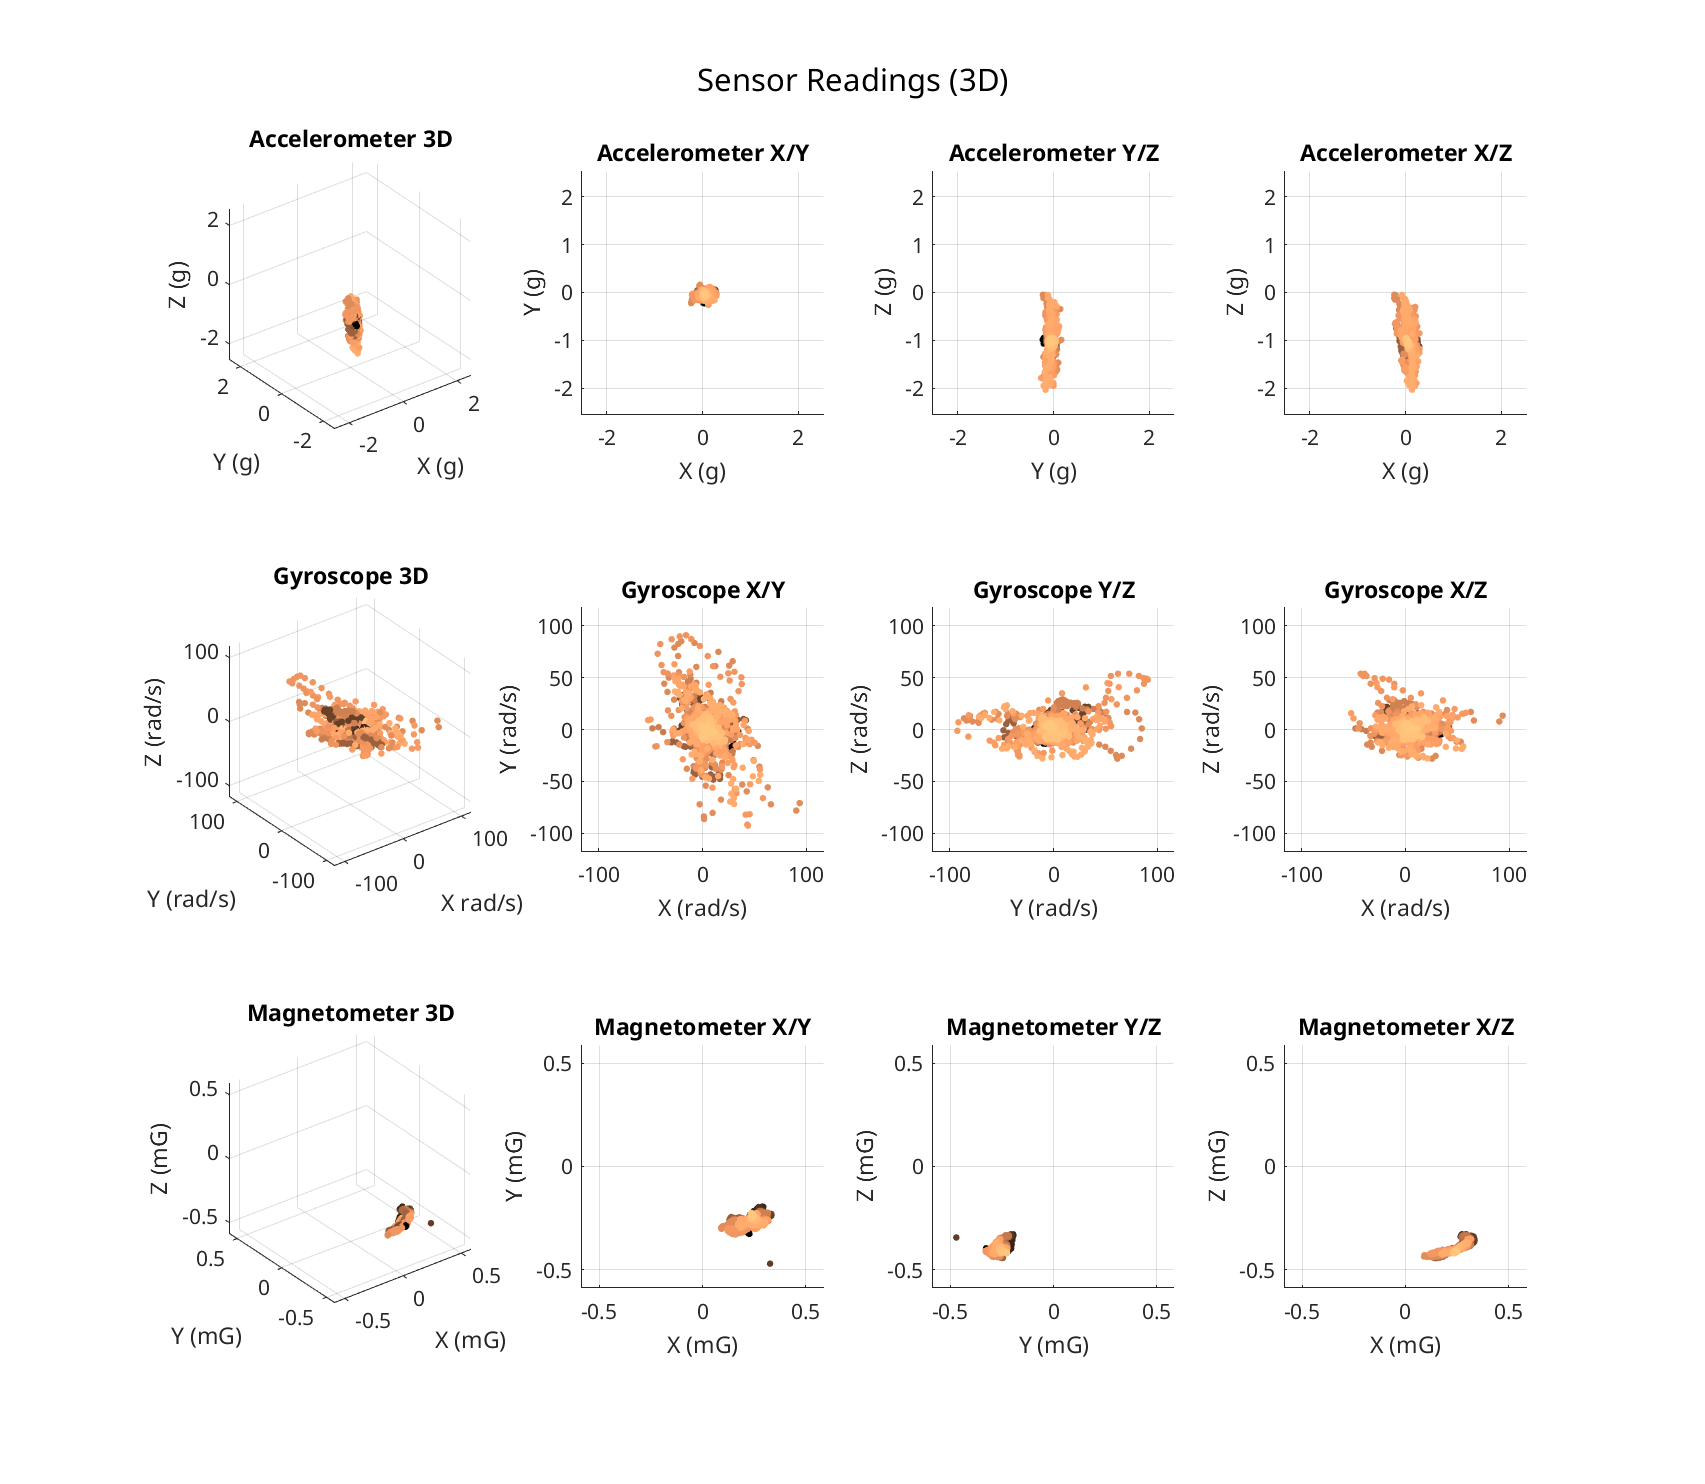 Sensor Readings (3D)
Accelerometer 3D
2
0
-2
Z (g)
2
0
-2
Y (g)
-2
0
2
X (g)
Accelerometer X/Y
2
1
0
-1
-2
Y (g)
-2 0 2
X (g)
Accelerometer Y/Z
2
1
0
-1
-2
Z (g)
-2 0 2
Y (g)
Accelerometer X/Z
2
1
0
-1
-2
Z (g)
-2 0 2
X (g)
Gyroscope 3D
100
0
-100
Z (rad/s)
100
0
-100
Y (rad/s)
-100
0
100
X rad/s)
Gyroscope X/Y
100
50
0
-50
-100
Y (rad/s)
-100 0 100
X (rad/s)
Gyroscope Y/Z
100
50
0
-50
-100
Z (rad/s)
-100 0 100
Y (rad/s)
Gyroscope X/Z
100
50
0
-50
-100
Z (rad/s)
-100 0 100
X (rad/s)
Magnetometer 3D
0.5
0
-0.5
Z (mG)
0.5
0
-0.5
Y (mG)
-0.5
0
0.5
X (mG)
Magnetometer X/Y
0.5
0
-0.5
Y (mG)
-0.5 0 0.5
X (mG)
Magnetometer Y/Z
0.5
0
-0.5
Z (mG)
-0.5 0 0.5
Y (mG)
Magnetometer X/Z
0.5
0
-0.5
Z (mG)
-0.5 0 0.5
X (mG)